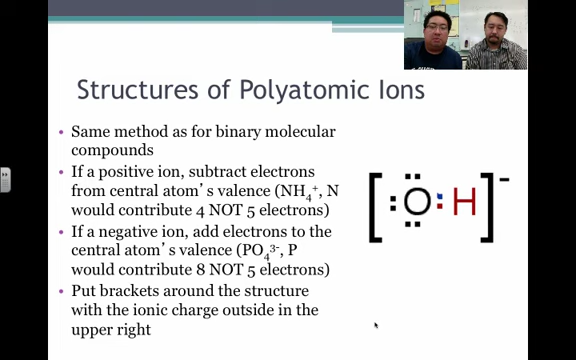 Structures of Polyatomic Ions
• Same method as for binary molecular
compounds
• If a positive ion, subtract electrons
from central atom's valence (NH₄⁺, N
would contribute 4 NOT 5 electrons)
• If a negative ion, add electrons to the
central atom's valence (PO₄³⁻, P
would contribute 8 NOT 5 electrons)
• Put brackets around the structure
with the ionic charge outside in the
upper right
[:O:H]⁻